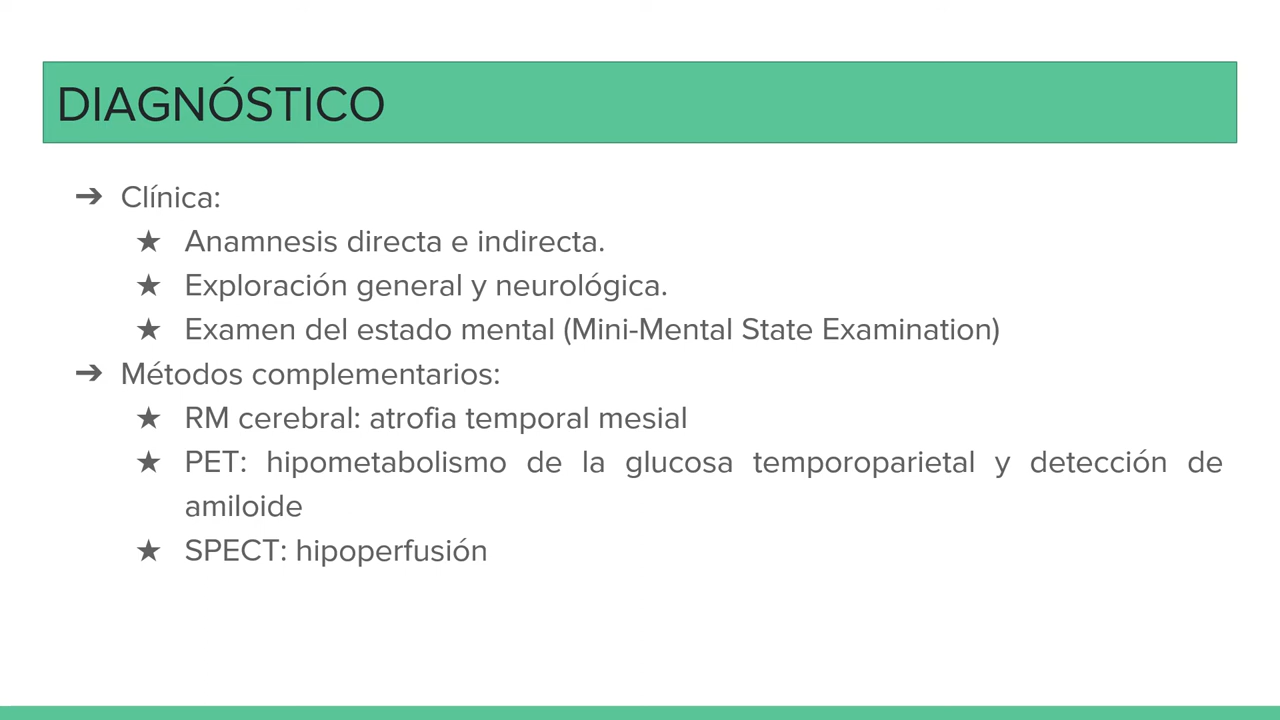 DIAGNÓSTICO
➔ Clínica:
★ Anamnesis directa e indirecta.
★ Exploración general y neurológica.
★ Examen del estado mental (Mini-Mental State Examination)
➔ Métodos complementarios:
★ RM cerebral: atrofia temporal mesial
★ PET: hipometabolismo de la glucosa temporoparietal y detección de
amiloide
★ SPECT: hipoperfusión